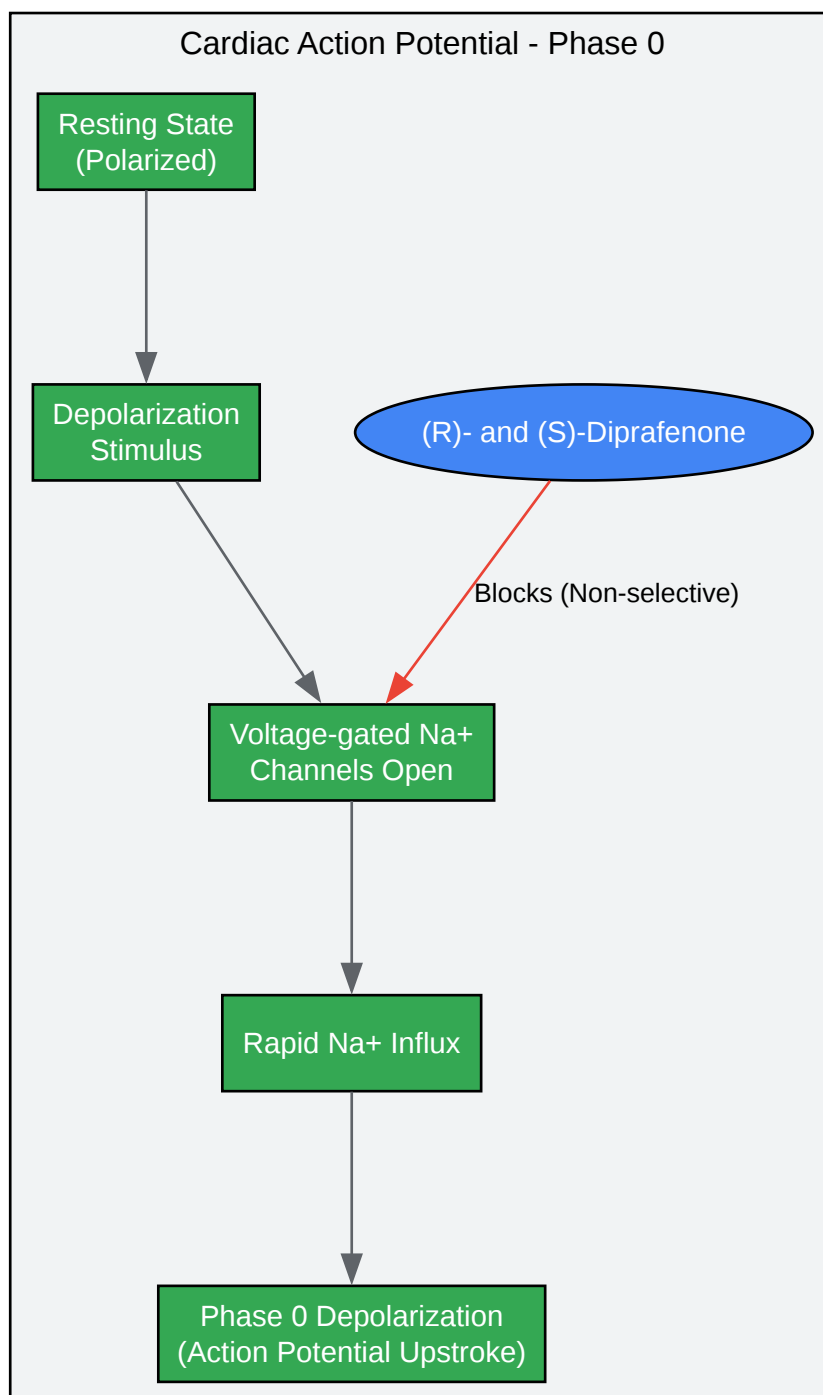 Cardiac Action Potential - Phase 0
Resting State
(Polarized)
Depolarization
Stimulus
(R)- and (S)-Diprafenone
Blocks (Non-selective)
Voltage-gated Na+
Channels Open
Rapid Na+ Influx
Phase 0 Depolarization
(Action Potential Upstroke)